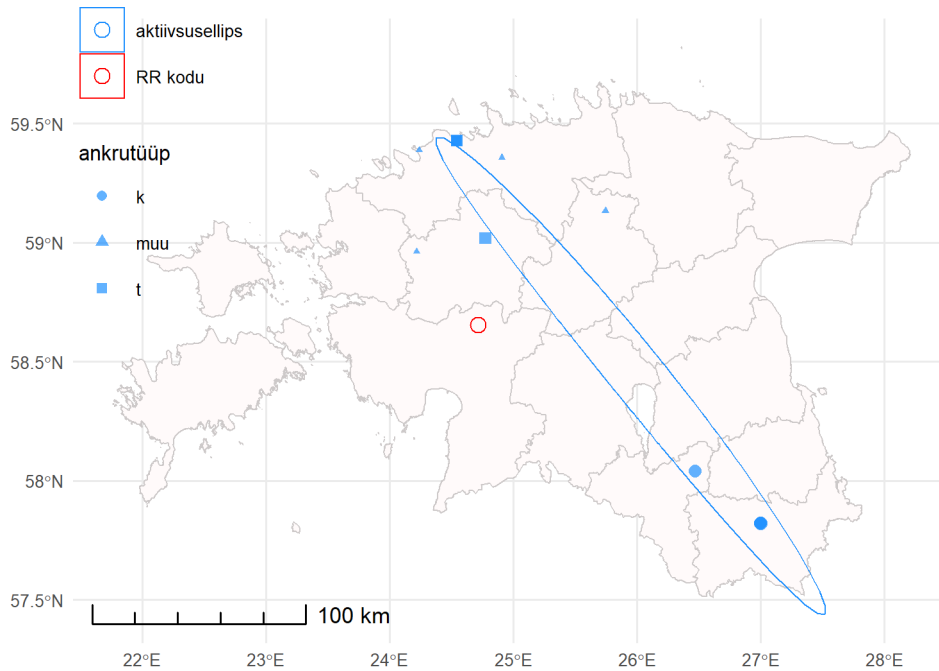 aktiivsusellips
RR kodu
ankrutüüp
k
muu
t
59.5°N
59°N
58.5°N
58°N
57.5°N
100 km
22°E
23°E
24°E
25°E
26°E
27°E
28°E